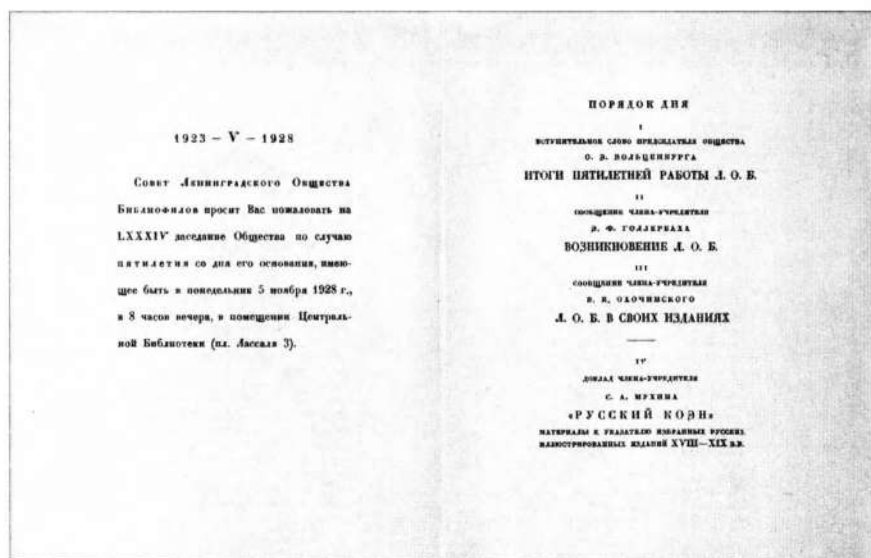 1923 – V – 1928
Совет Ленинградского Общества
Библиофилов просит Вас пожаловать на
LXXXIV заседание Общества по случаю
пятилетия со дня его основания, имею-
щее быть в понедельник 5 ноября 1928 г.,
в 8 часов вечера, в помещении Централь-
ной Библиотеки (пл. Лассаля 3).
ПОРЯДОК ДНЯ
I
ВСТУПИТЕЛЬНОЕ СЛОВО ПРЕДСЕДАТЕЛЯ ОБЩЕСТВА
О. Э. ВОЛЬЦЕНБУРГА
ИТОГИ ПЯТИЛЕТНЕЙ РАБОТЫ Л. О. Б.
II
СООБЩЕНИЕ ЧЛЕНА-УЧРЕДИТЕЛЯ
Э. Ф. ГОЛЛЕРБАХА
ВОЗНИКНОВЕНИЕ Л. О. Б.
III
СООБЩЕНИЕ ЧЛЕНА-УЧРЕДИТЕЛЯ
В. К. ОХОЧИМСКОГО
Л. О. Б. В СВОИХ ИЗДАНИЯХ
IV
ДОКЛАД ЧЛЕНА-УЧРЕДИТЕЛЯ
С. А. МУХИНА
«РУССКИЙ КОЭН»
МАТЕРИАЛЫ К УКАЗАТЕЛЮ ИЗБРАННЫХ РУССКИХ
ИЛЛЮСТРИРОВАННЫХ ИЗДАНИЙ XVIII—XIX В.В.